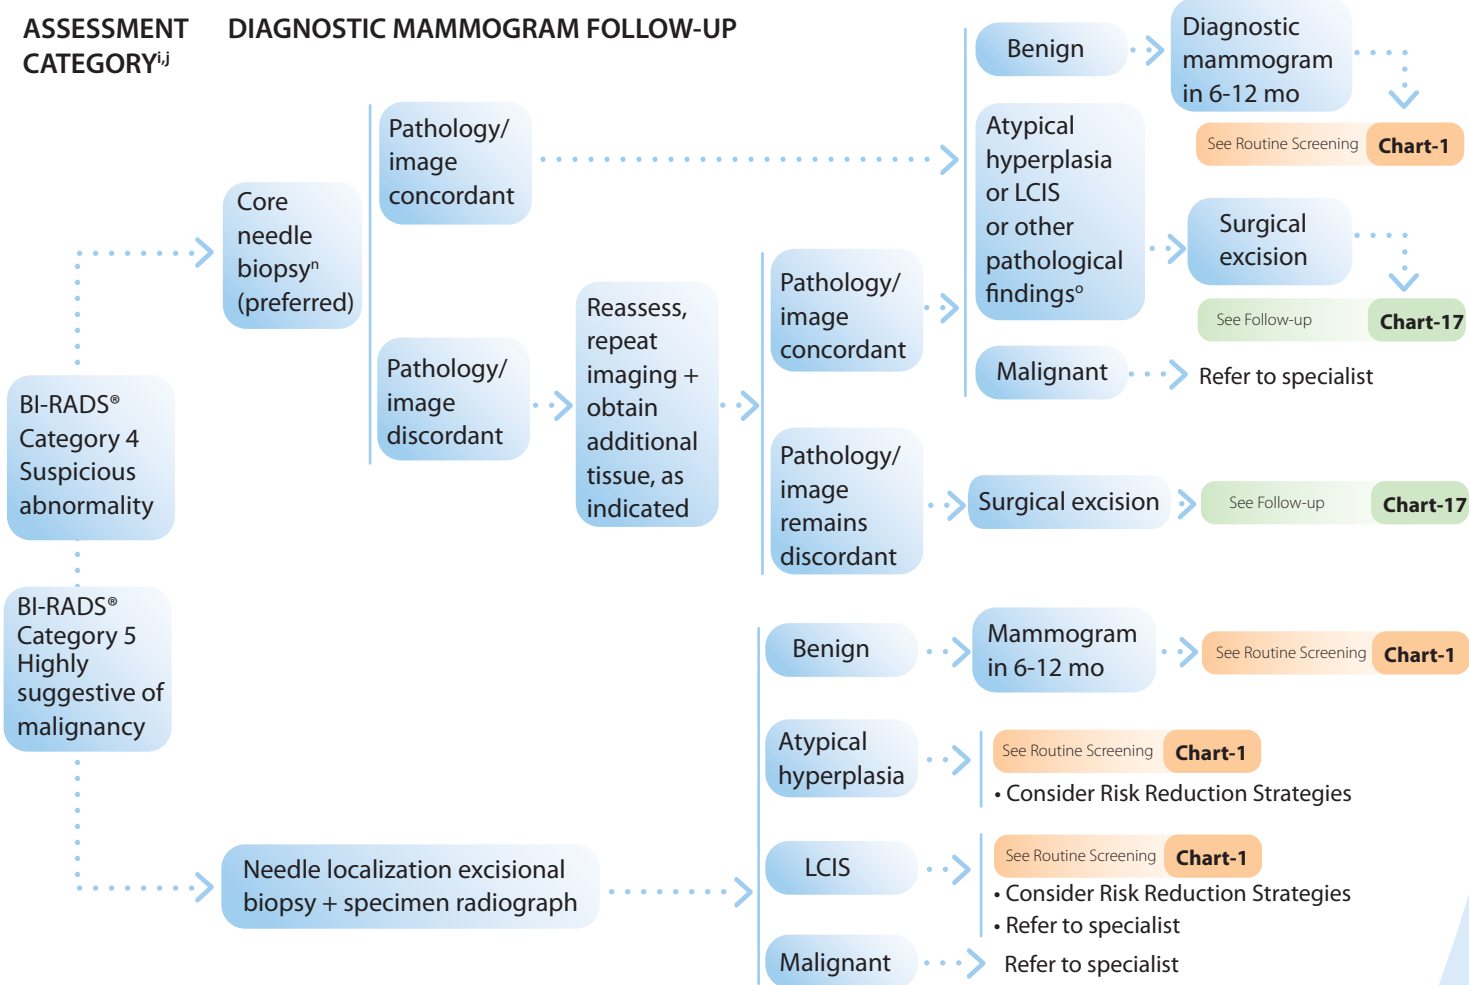 ASSESSMENT
CATEGORYi,j
DIAGNOSTIC MAMMOGRAM FOLLOW-UP
BI-RADS®
Category 4
Suspicious
abnormality
BI-RADS®
Category 5
Highly
suggestive of
malignancy
Core
needle
biopsyn
(preferred)
Pathology/
image
concordant
Pathology/
image
discordant
Reassess,
repeat
imaging +
obtain
additional
tissue, as
indicated
Pathology/
image
concordant
Pathology/
image
remains
discordant
Benign
Diagnostic
mammogram
in 6-12 mo
See Routine Screening Chart-1
Atypical
hyperplasia
or LCIS
or other
pathological
findingso
Surgical
excision
See Follow-up Chart-17
Malignant
Refer to specialist
Surgical excision
See Follow-up Chart-17
Needle localization excisional
biopsy + specimen radiograph
Benign
Mammogram
in 6-12 mo
See Routine Screening Chart-1
Atypical
hyperplasia
See Routine Screening Chart-1
• Consider Risk Reduction Strategies
LCIS
See Routine Screening Chart-1
• Consider Risk Reduction Strategies
• Refer to specialist
Malignant
Refer to specialist